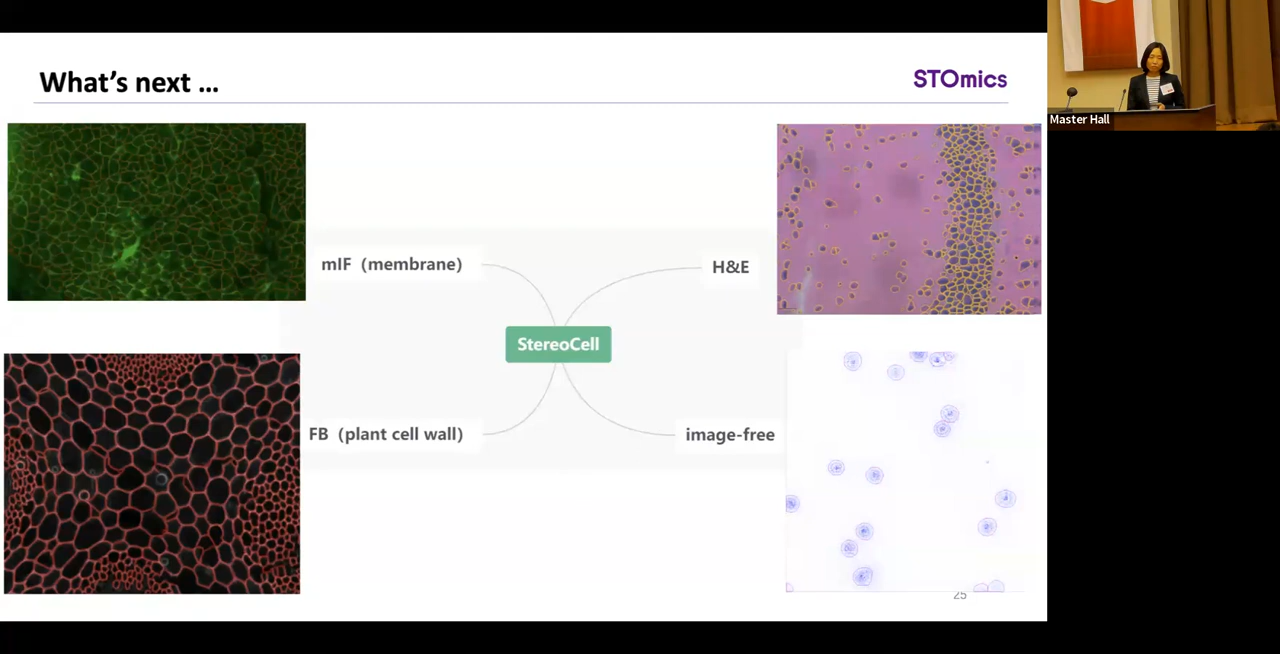 What's next ...
STOmics
Master Hall
mIF（membrane）
H&E
StereoCell
FB（plant cell wall）
image-free
25